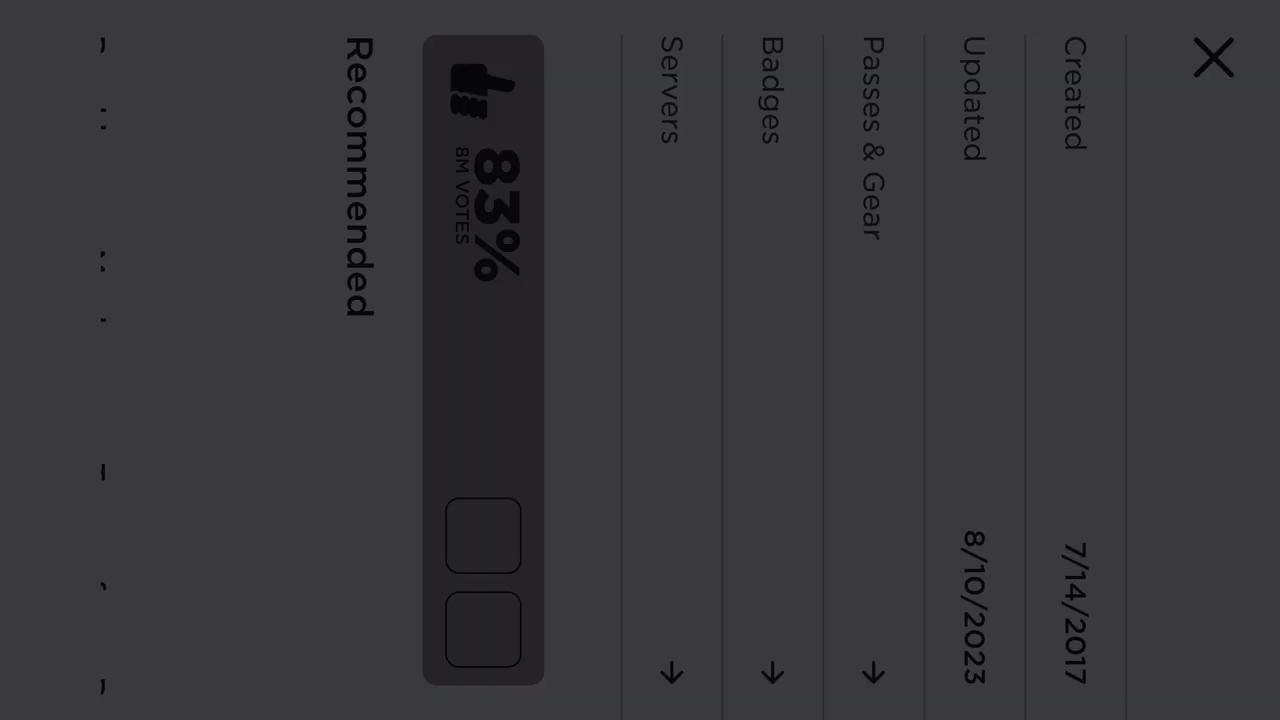 Created 7/14/2017
Updated 8/10/2023
Passes & Gear
Badges
Servers
83%
8M VOTES
Recommended